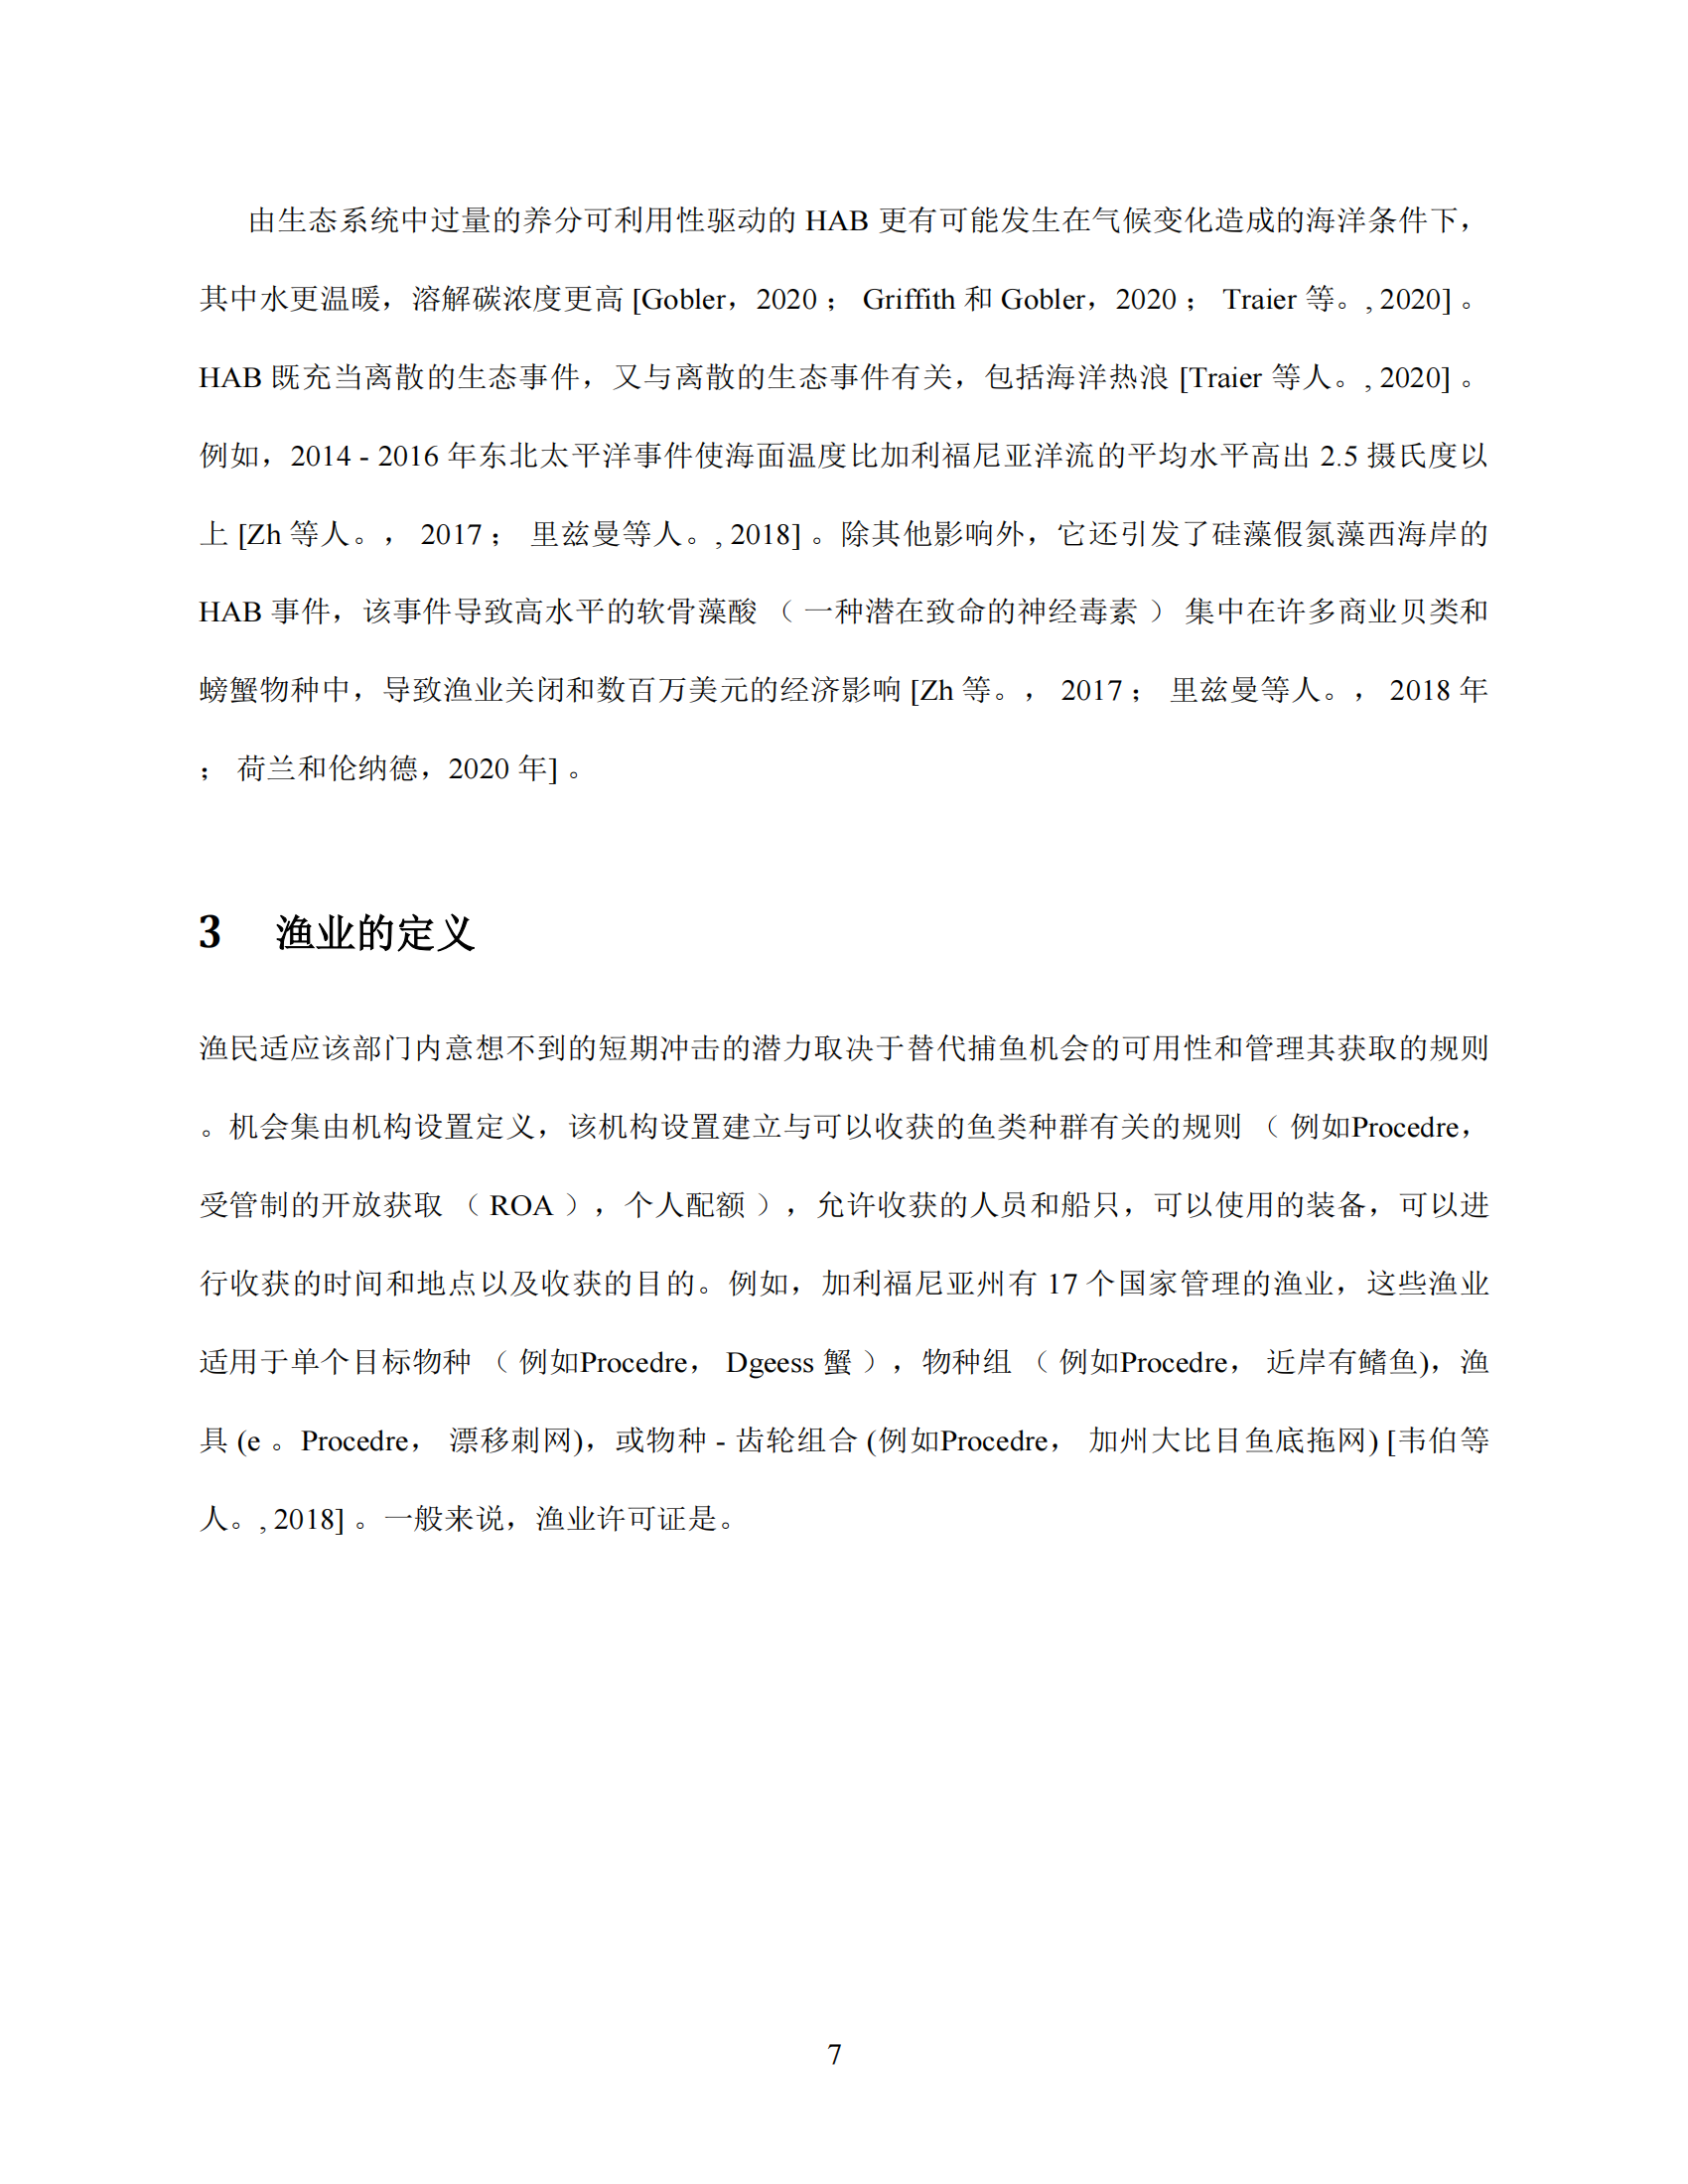 由生态系统中过量的养分可利用性驱动的 HAB 更有可能发生在气候变化造成的海洋条件下，
其中水更温暖，溶解碳浓度更高 [Gobler，2020 ； Griffith 和 Gobler，2020 ； Traier 等。, 2020] 。
HAB 既充当离散的生态事件，又与离散的生态事件有关，包括海洋热浪 [Traier 等人。, 2020] 。
例如，2014 - 2016 年东北太平洋事件使海面温度比加利福尼亚洋流的平均水平高出 2.5 摄氏度以
上 [Zh 等人。， 2017 ； 里兹曼等人。, 2018] 。除其他影响外，它还引发了硅藻假氮藻西海岸的
HAB 事件，该事件导致高水平的软骨藻酸 （ 一种潜在致命的神经毒素 ） 集中在许多商业贝类和
螃蟹物种中，导致渔业关闭和数百万美元的经济影响 [Zh 等。， 2017 ； 里兹曼等人。， 2018 年
； 荷兰和伦纳德，2020 年] 。
3 渔业的定义
渔民适应该部门内意想不到的短期冲击的潜力取决于替代捕鱼机会的可用性和管理其获取的规则
。机会集由机构设置定义，该机构设置建立与可以收获的鱼类种群有关的规则 （ 例如Procedre，
受管制的开放获取 （ ROA ），个人配额 ），允许收获的人员和船只，可以使用的装备，可以进
行收获的时间和地点以及收获的目的。例如，加利福尼亚州有 17 个国家管理的渔业，这些渔业
适用于单个目标物种 （ 例如Procedre， Dgeess 蟹 ），物种组 （ 例如Procedre， 近岸有鳍鱼)，渔
具 (e 。Procedre， 漂移刺网)，或物种 - 齿轮组合 (例如Procedre， 加州大比目鱼底拖网) [韦伯等
人。, 2018] 。一般来说，渔业许可证是。
7